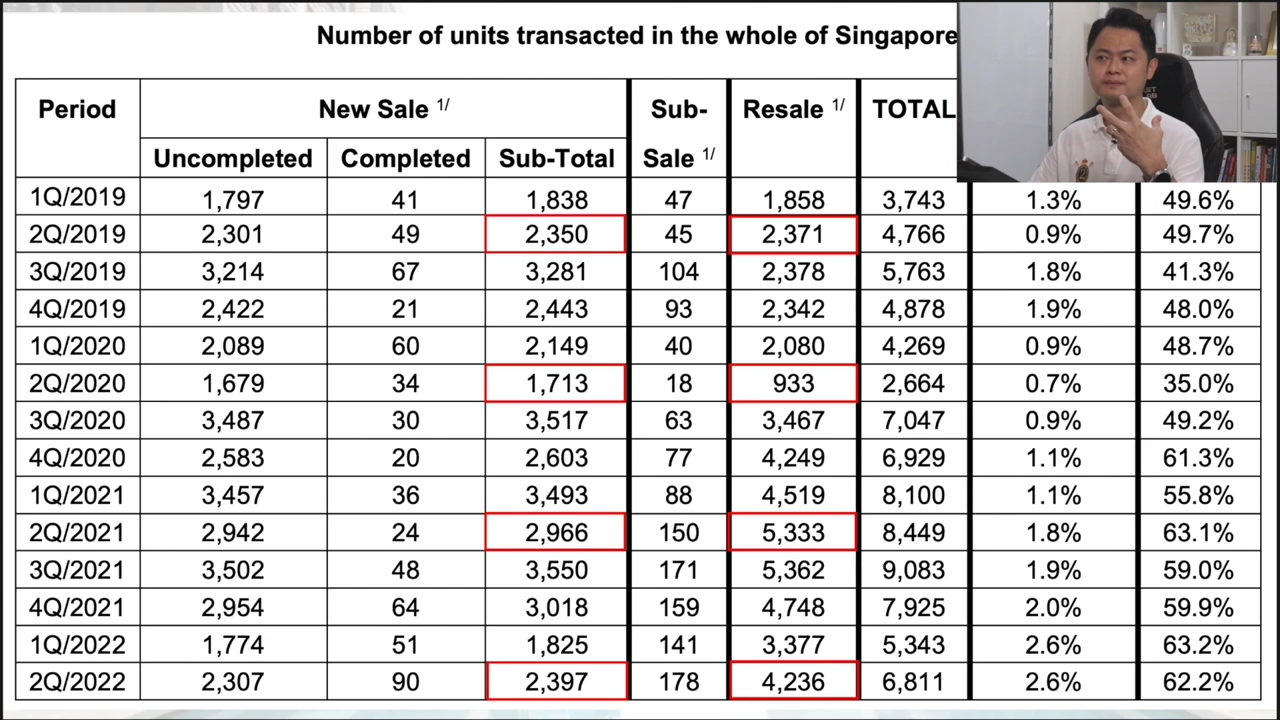 Number of units transacted in the whole of Singapore
Period New Sale 1/ Sub-Sale 1/ Resale 1/ TOTAL
Uncompleted Completed Sub-Total
1Q/2019 1,797 41 1,838 47 1,858 3,743 1.3% 49.6%
2Q/2019 2,301 49 2,350 45 2,371 4,766 0.9% 49.7%
3Q/2019 3,214 67 3,281 104 2,378 5,763 1.8% 41.3%
4Q/2019 2,422 21 2,443 93 2,342 4,878 1.9% 48.0%
1Q/2020 2,089 60 2,149 40 2,080 4,269 0.9% 48.7%
2Q/2020 1,679 34 1,713 18 933 2,664 0.7% 35.0%
3Q/2020 3,487 30 3,517 63 3,467 7,047 0.9% 49.2%
4Q/2020 2,583 20 2,603 77 4,249 6,929 1.1% 61.3%
1Q/2021 3,457 36 3,493 88 4,519 8,100 1.1% 55.8%
2Q/2021 2,942 24 2,966 150 5,333 8,449 1.8% 63.1%
3Q/2021 3,502 48 3,550 171 5,362 9,083 1.9% 59.0%
4Q/2021 2,954 64 3,018 159 4,748 7,925 2.0% 59.9%
1Q/2022 1,774 51 1,825 141 3,377 5,343 2.6% 63.2%
2Q/2022 2,307 90 2,397 178 4,236 6,811 2.6% 62.2%